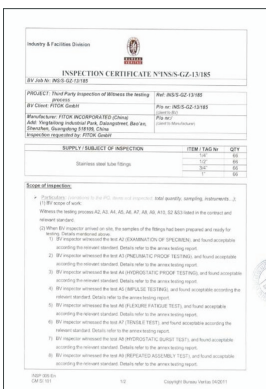 Industry & Facilities Division
INSPECTION CERTIFICATE N°INS/S-GZ-13/185
BV Job Nr: INS/S-GZ-13/185
PROJECT: Third Party Inspection of Witness the testing process
Ref: INS/S-GZ-13/185
BV Client: FITOK GmbH
P/o nr: INS/S-GZ-13/185
(used to BV)
Manufacturer: FITOK INCORPORATED (China)
P/o nr:/
Add: Yingtailong Industrial Park, Dalangstreet, Bao'an,
Shenzhen, Guangdong 518109, China
Inspection requested by: FITOK GmbH
SUPPLY / SUBJECT OF INSPECTION
ITEM / TAG Nr
QTY
Stainless steel tube fittings
1/4" 66
1/2" 66
3/4" 66
1" 66
Scope of inspection:
(1) BV scope of work:
Witness the testing process A2, A3, A4, A5, A6, A7, A8, A9, A10, S2 &S3 listed in the contract and
relevant standard.
(2) When BV inspector arrived on site, the samples of the fittings had been prepared and ready for
testing. Details mentioned above.
1) BV inspector witnessed the test A2 (EXAMINATION OF SPECIMEN), and found acceptable
according the relevant standard. Details refer to the annex testing report.
2) BV inspector witnessed the test A3 (PNEUMATIC PROOF TESTING), and found acceptable
according the relevant standard. Details refer to the annex testing report.
3) BV inspector witnessed the test A4 (HYDROSTATIC PROOF TESTING), and found acceptable
according the relevant standard. Details refer to the annex testing report.
4) BV inspector witnessed the test A5 (IMPULSE TESTING), and found acceptable according the
relevant standard. Details refer to the annex testing report.
5) BV inspector witnessed the test A6 (FLEXURE FATIGUE TEST), and found acceptable
according the relevant standard. Details refer to the annex testing report.
6) BV inspector witnessed the test A7 (TENSILE TEST), and found acceptable according the
relevant standard. Details refer to the annex testing report.
7) BV inspector witnessed the test A8 (HYDROSTATIC BURST TEST), and found acceptable
according the relevant standard. Details refer to the annex testing report.
8) BV inspector witnessed the test A9 (REPEATED ASSEMBLY TEST), and found acceptable
according the relevant standard. Details refer to the annex testing report.
1/2
Copyright Bureau Veritas 04/2011